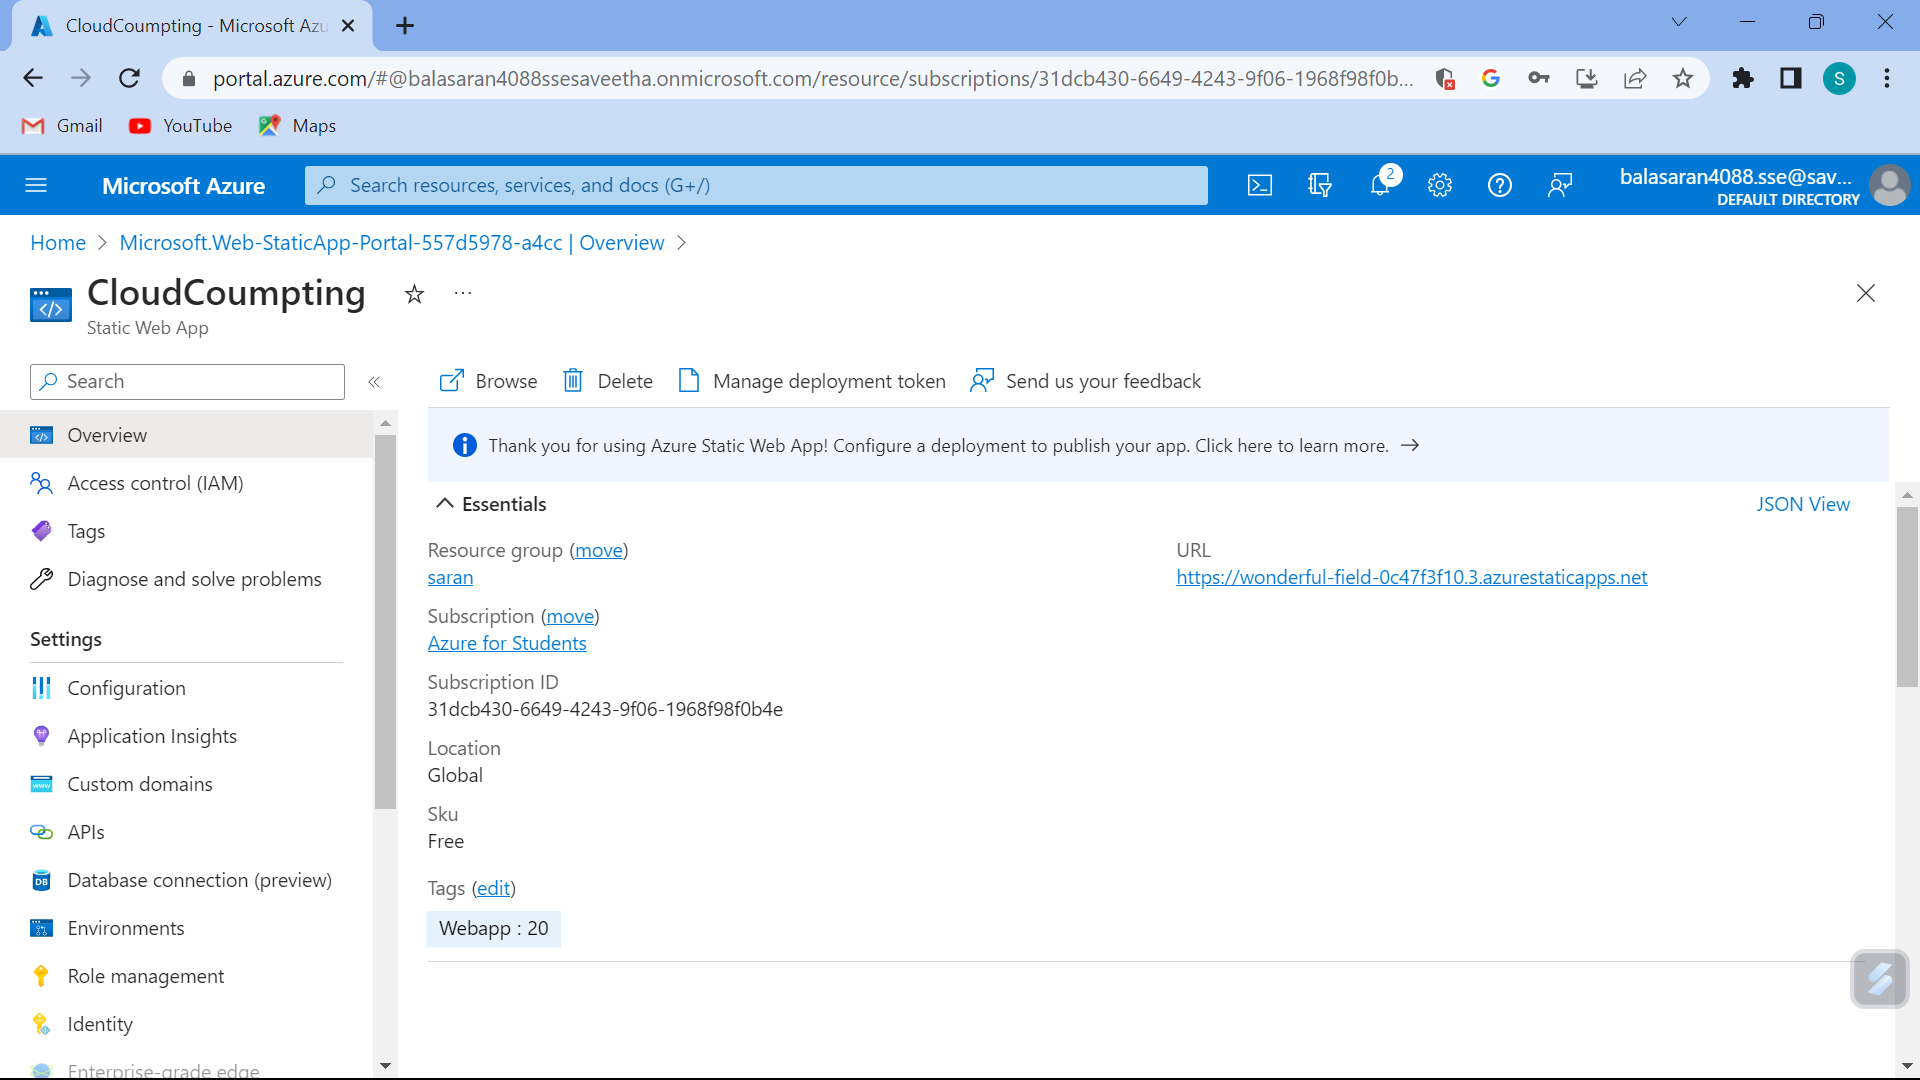 CloudCoumpting - Microsoft Azu
portal.azure.com/#@balasaran4088ssesaveetha.onmicrosoft.com/resource/subscriptions/31dcb430-6649-4243-9f06-1968f98f0b...
S
Gmail
YouTube
Maps
Microsoft Azure
Search resources, services, and docs (G+/)
2
balasaran4088.sse@sav...
DEFAULT DIRECTORY
Home > Microsoft.Web-StaticApp-Portal-557d5978-a4cc | Overview >
CloudCoumpting
Static Web App
Search
Overview
Access control (IAM)
Tags
Diagnose and solve problems
Settings
Configuration
Application Insights
Custom domains
APIs
Database connection (preview)
Environments
Role management
Identity
Enterprise-grade edge
Browse
Delete
Manage deployment token
Send us your feedback
Thank you for using Azure Static Web App! Configure a deployment to publish your app. Click here to learn more. →
Essentials
JSON View
Resource group (move)
saran
Subscription (move)
Azure for Students
Subscription ID
31dcb430-6649-4243-9f06-1968f98f0b4e
Location
Global
Sku
Free
Tags (edit)
Webapp : 20
URL
https://wonderful-field-0c47f3f10.3.azurestaticapps.net